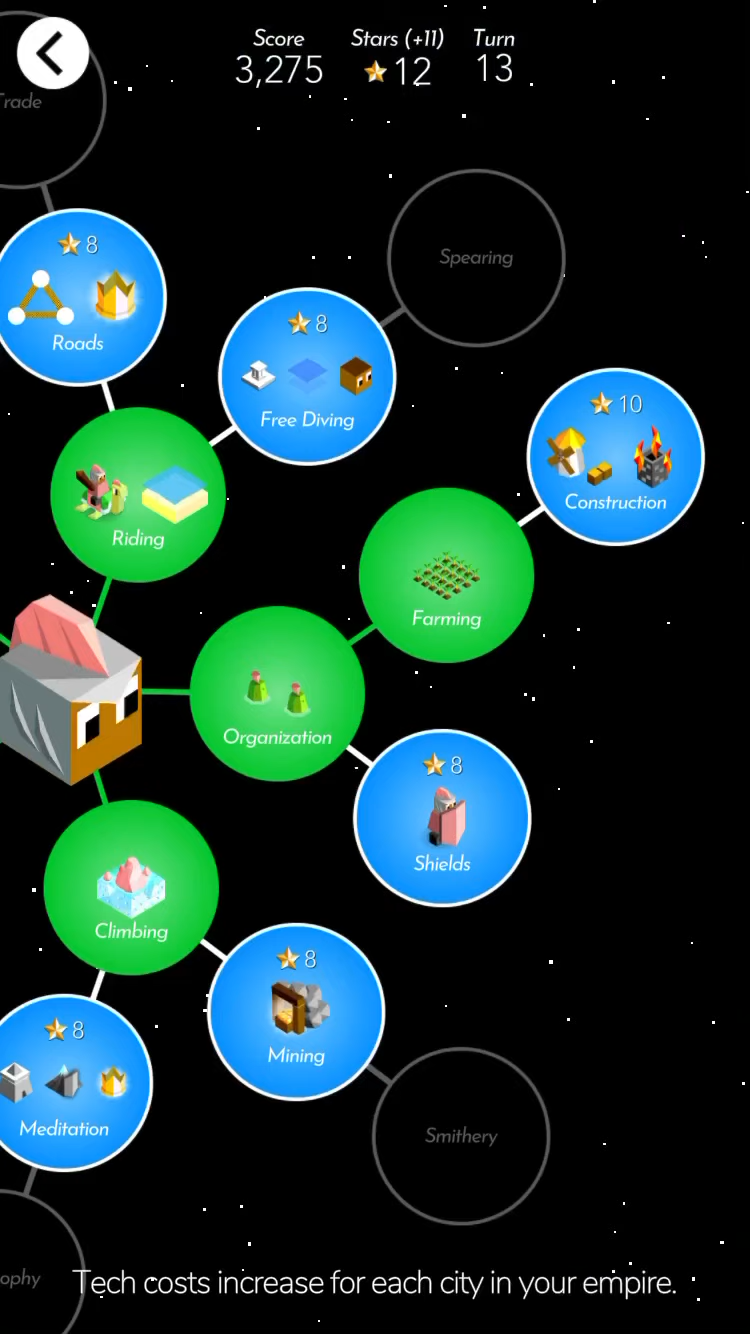 Score
Stars (+11)
Turn
3,275
12
13
Trade
8
Roads
Spearing
8
Free Diving
10
Construction
Riding
Farming
Organization
8
Shields
Climbing
8
Mining
8
Meditation
Smithery
ophy
Tech costs increase for each city in your empire.